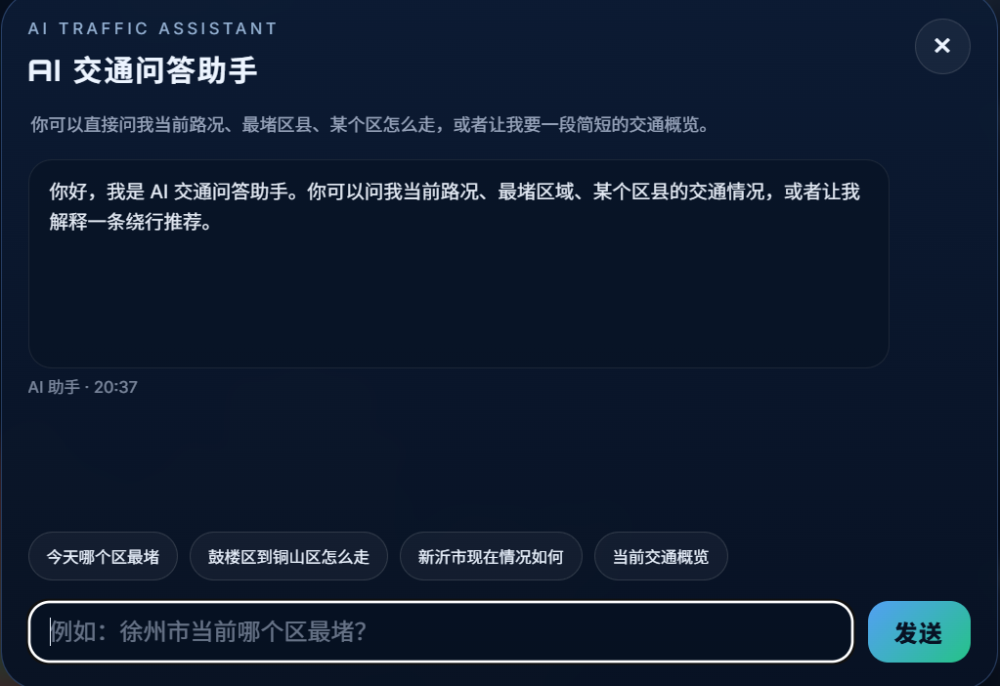 AI TRAFFIC ASSISTANT
AI 交通问答助手
你可以直接问我当前路况、最堵区县、某个区怎么走，或者让我要一段简短的交通概览。
你好，我是 AI 交通问答助手。你可以问我当前路况、最堵区域、某个区县的交通情况，或者让我
解释一条绕行推荐。
AI 助手 · 20:37
今天哪个区最堵
鼓楼区到铜山区怎么走
新沂市现在情况如何
当前交通概览
例如：徐州市当前哪个区最堵？
发送